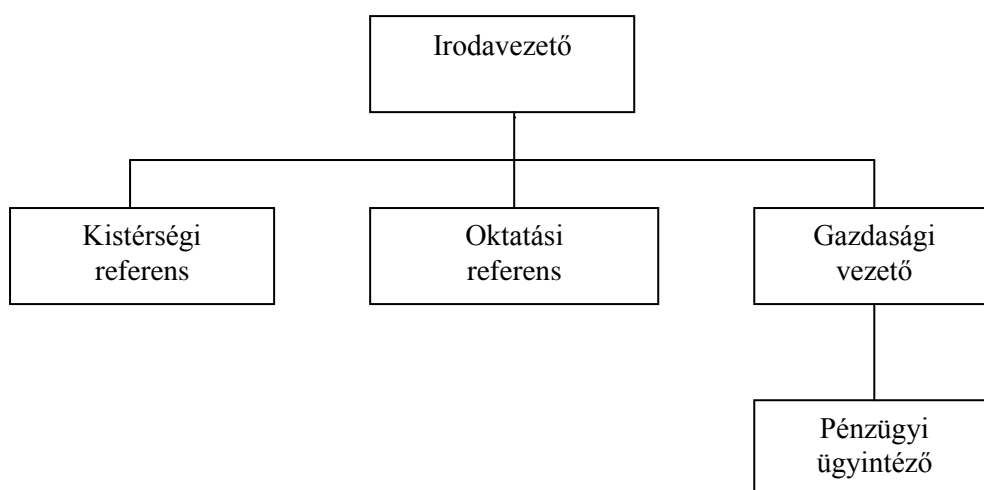 Irodavezető
Kistérségi
referens
Oktatási
referens
Gazdasági
vezető
Pénzügyi
ügyintéző